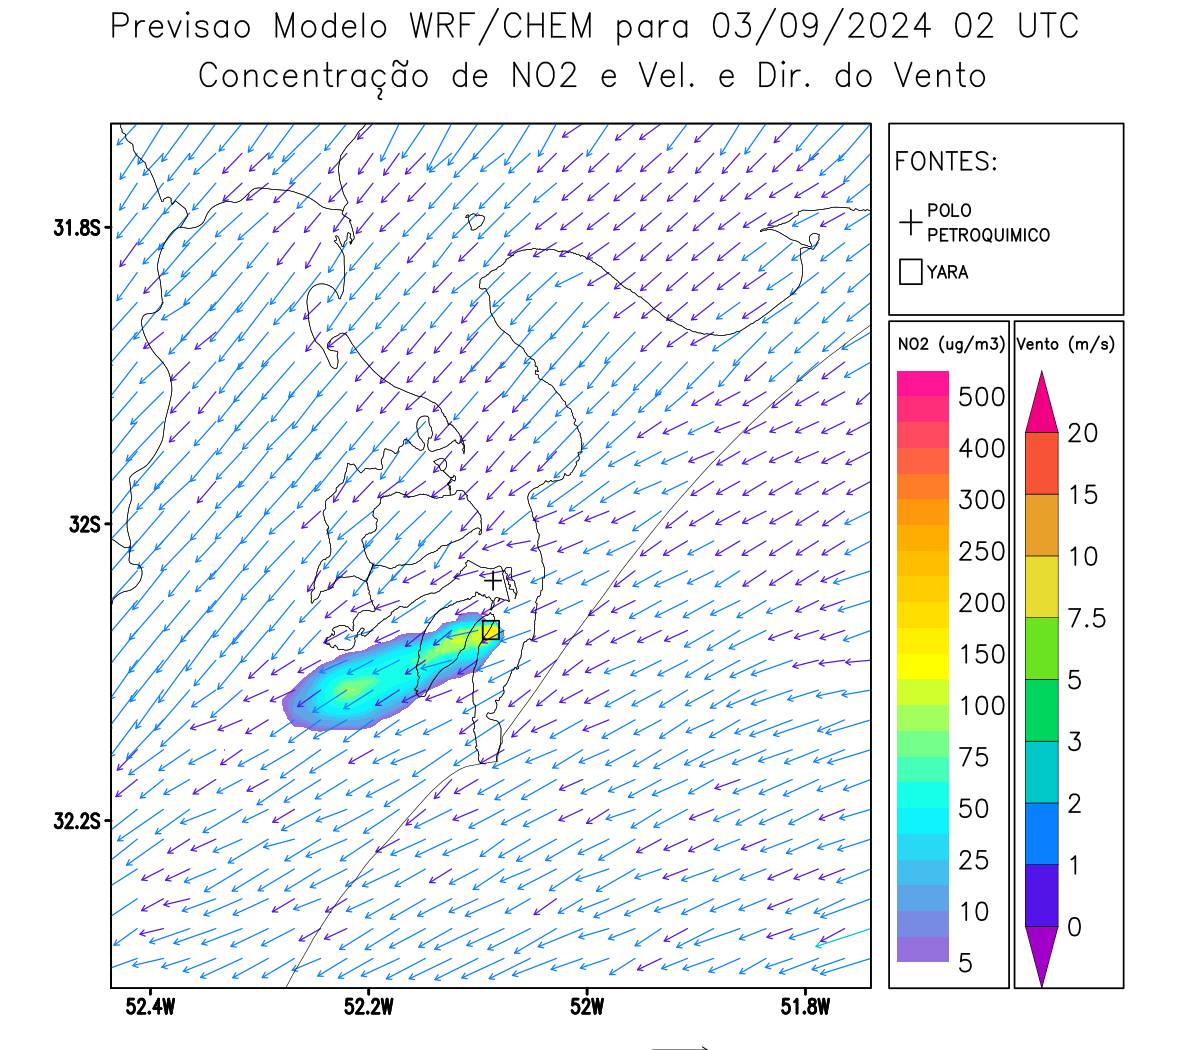 Previsao Modelo WRF/CHEM para 03/09/2024 02 UTC
Concentração de NO2 e Vel. e Dir. do Vento
FONTES:
POLO
PETROQUIMICO
YARA
31.8S
32S
32.2S
52.4W
52.2W
52W
51.8W
NO2 (ug/m3)
500
400
300
250
200
150
100
75
50
25
10
5
Vento (m/s)
20
15
10
7.5
5
3
2
1
0